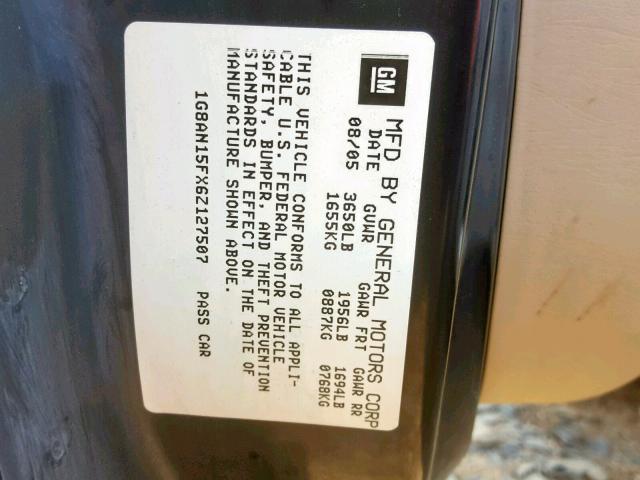 GM
MFD BY GENERAL MOTORS CORP
DATE GVWR GAWR FRT GAWR RR
08/05 3650LB 1956LB 1694LB
1655KG 0887KG 0768KG
THIS VEHICLE CONFORMS TO ALL APPLI-
CABLE U.S. FEDERAL MOTOR VEHICLE
SAFETY, BUMPER, AND THEFT PREVENTION
STANDARDS IN EFFECT ON THE DATE OF
MANUFACTURE SHOWN ABOVE.
1G8AN15FX6Z127507 PASS CAR